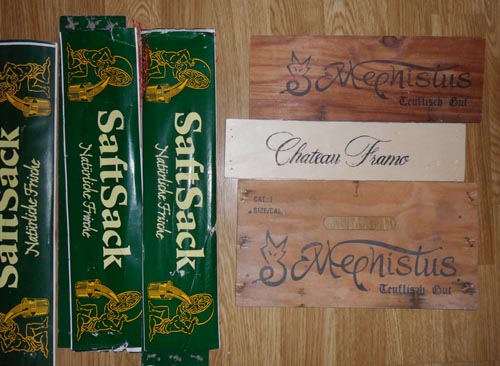 SaftSack
Natürliche Frische
SaftSack
Natürliche Frische
SaftSack
Natürliche Frische
Mephistus
Teuflisch Gut
Chateau Framo
CAT. I
SIZE/CAL.
Mephistus
Teuflisch Gut